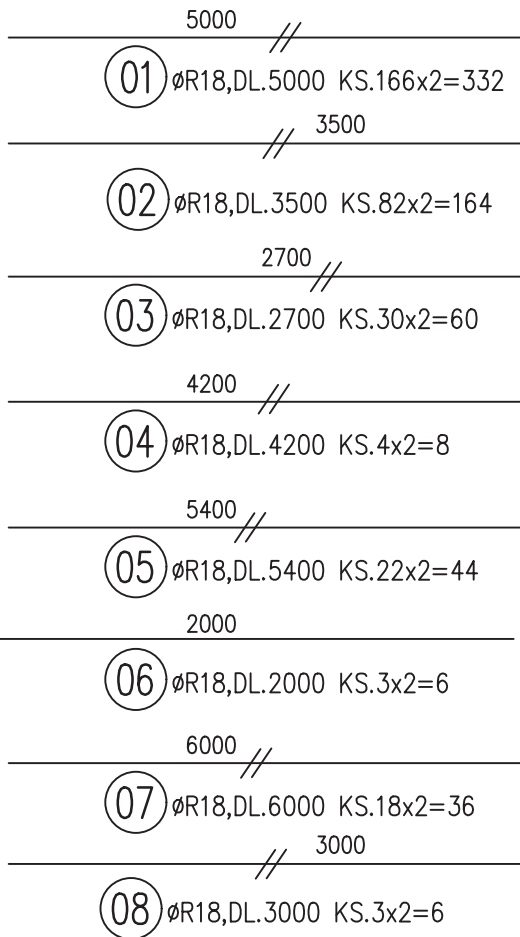 5000
01 øR18,DL.5000 KS.166x2=332
3500
02 øR18,DL.3500 KS.82x2=164
2700
03 øR18,DL.2700 KS.30x2=60
4200
04 øR18,DL.4200 KS.4x2=8
5400
05 øR18,DL.5400 KS.22x2=44
2000
06 øR18,DL.2000 KS.3x2=6
6000
07 øR18,DL.6000 KS.18x2=36
3000
08 øR18,DL.3000 KS.3x2=6